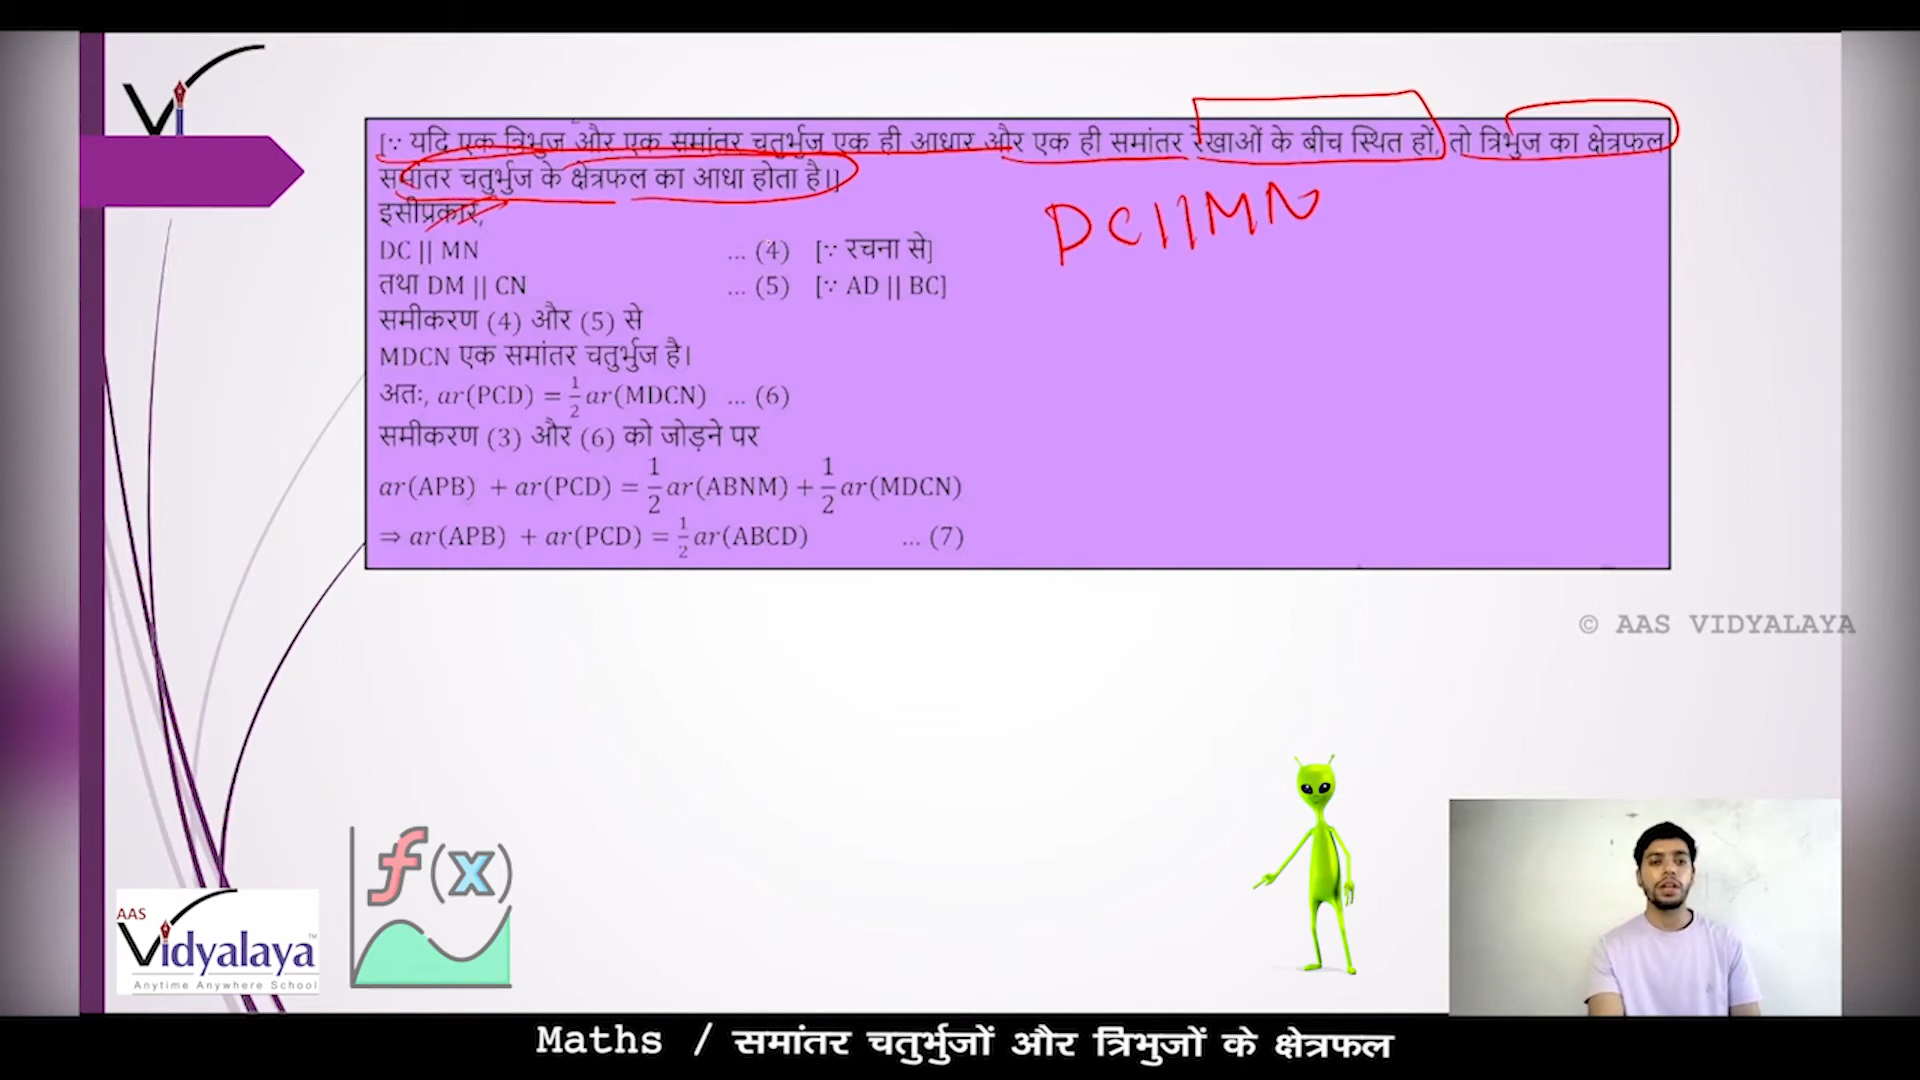 [∵ यदि एक त्रिभुज और एक समांतर चतुर्भुज एक ही आधार और एक ही समांतर रेखाओं के बीच स्थित हों, तो त्रिभुज का क्षेत्रफल
समांतर चतुर्भुज के क्षेत्रफल का आधा होता है।]
इसीप्रकार,
DC || MN
DC || MN ... (4) [∵ रचना से]
तथा DM || CN ... (5) [∵ AD || BC]
समीकरण (4) और (5) से
MDCN एक समांतर चतुर्भुज है।
अतः, ar(PCD) = 1/2 ar(MDCN) ... (6)
समीकरण (3) और (6) को जोड़ने पर
ar(APB) + ar(PCD) = 1/2 ar(ABNM) + 1/2 ar(MDCN)
⇒ ar(APB) + ar(PCD) = 1/2 ar(ABCD) ... (7)
© AAS VIDYALAYA
f(x)
AAS
Vidyalaya™
Anytime Anywhere School
Maths / समांतर चतुर्भुजों और त्रिभुजों के क्षेत्रफल